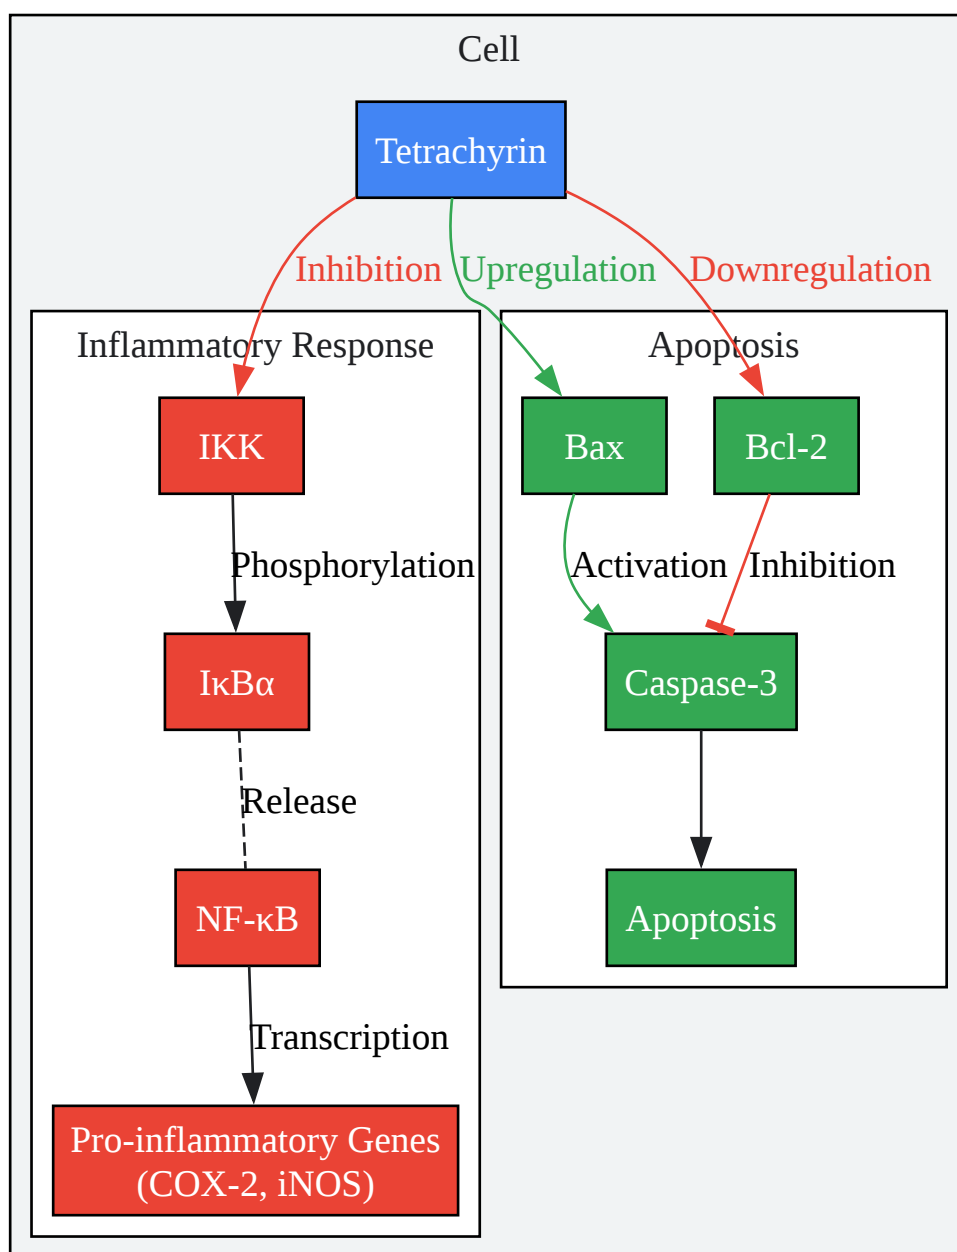 Cell
Tetrachyrin
Inhibition
Upregulation
Downregulation
Inflammatory Response
Apoptosis
IKK
Bax
Bcl-2
Phosphorylation
Activation
Inhibition
IκBα
Caspase-3
Release
NF-κB
Apoptosis
Transcription
Pro-inflammatory Genes
(COX-2, iNOS)